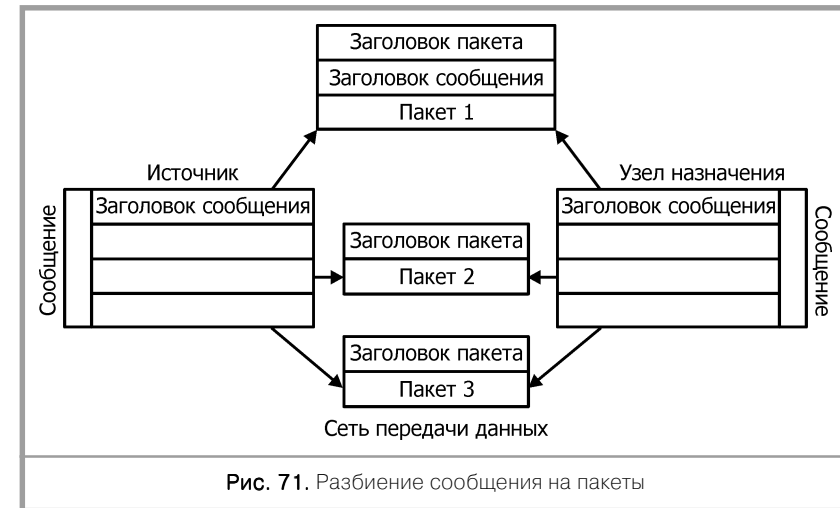 Заголовок пакета
Заголовок сообщения
Пакет 1
Источник
Узел назначения
Сообщение
Заголовок сообщения
Заголовок сообщения
Сообщение
Заголовок пакета
Пакет 2
Заголовок пакета
Пакет 3
Сеть передачи данных
Рис. 71. Разбиение сообщения на пакеты